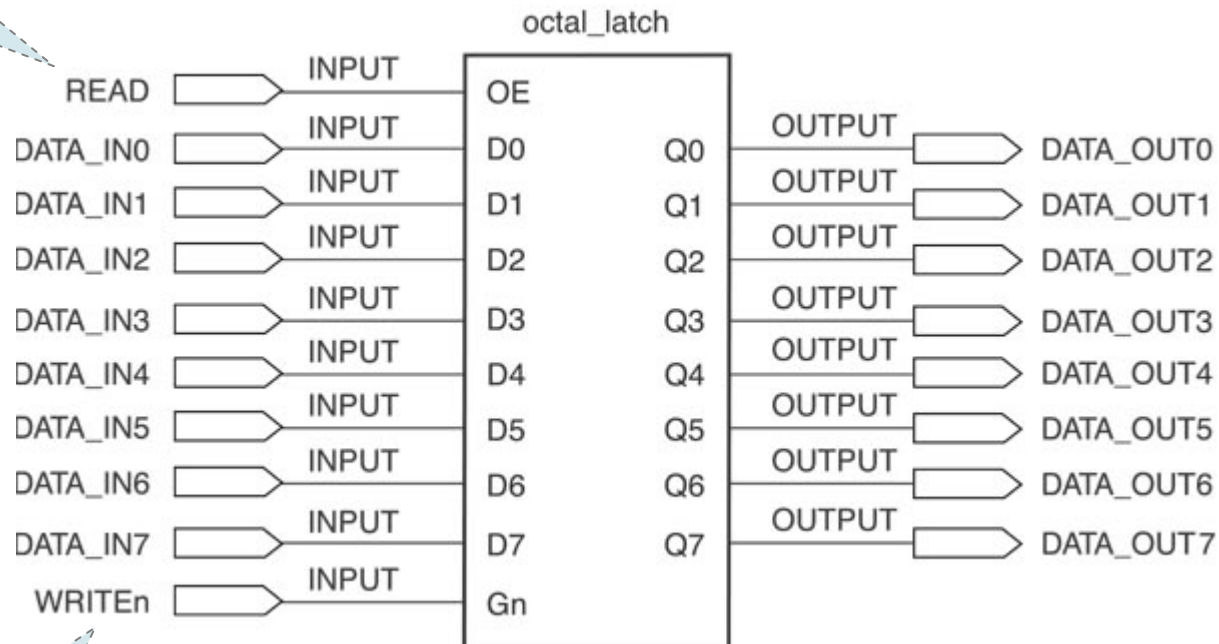 octal_latch
READ INPUT OE
DATA_IN0 INPUT D0 Q0 OUTPUT DATA_OUT0
DATA_IN1 INPUT D1 Q1 OUTPUT DATA_OUT1
DATA_IN2 INPUT D2 Q2 OUTPUT DATA_OUT2
DATA_IN3 INPUT D3 Q3 OUTPUT DATA_OUT3
DATA_IN4 INPUT D4 Q4 OUTPUT DATA_OUT4
DATA_IN5 INPUT D5 Q5 OUTPUT DATA_OUT5
DATA_IN6 INPUT D6 Q6 OUTPUT DATA_OUT6
DATA_IN7 INPUT D7 Q7 OUTPUT DATA_OUT7
WRITEn INPUT Gn